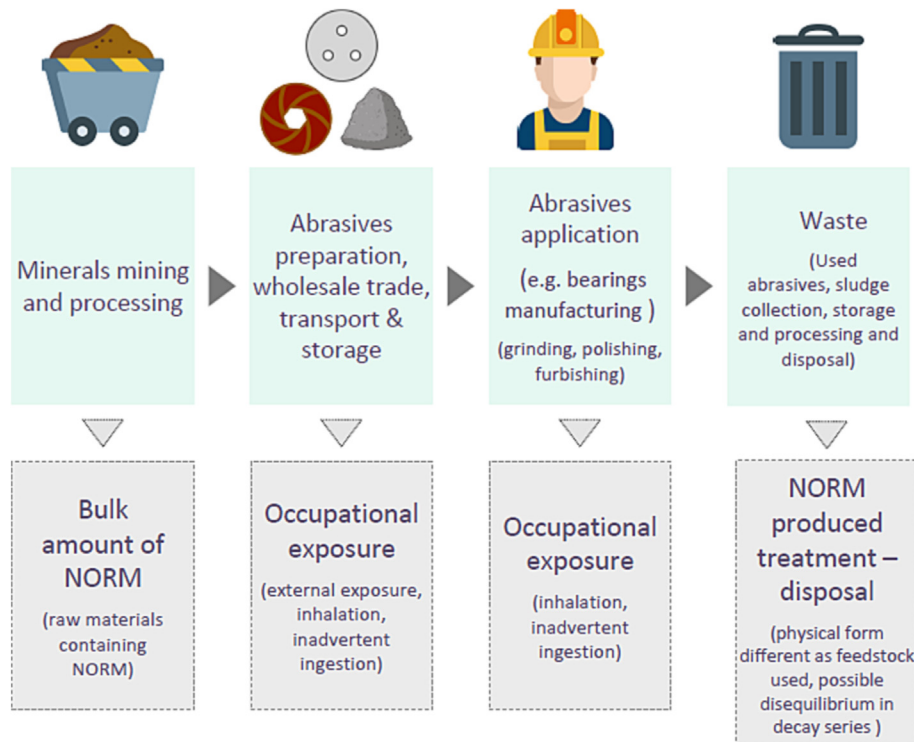 Minerals mining
and processing
Abrasives
preparation,
wholesale trade,
transport &
storage
Abrasives
application
(e.g. bearings
manufacturing )
(grinding, polishing,
furbishing)
Waste
(Used
abrasives, sludge
collection, storage
and processing and
disposal)
Bulk
amount of
NORM
(raw materials
containing
NORM)
Occupational
exposure
(external exposure,
inhalation,
inadvertent
ingestion)
Occupational
exposure
(inhalation,
inadvertent
ingestion)
NORM
produced
treatment –
disposal
(physical form
different as feedstock
used, possible
disequilibrium in
decay series )